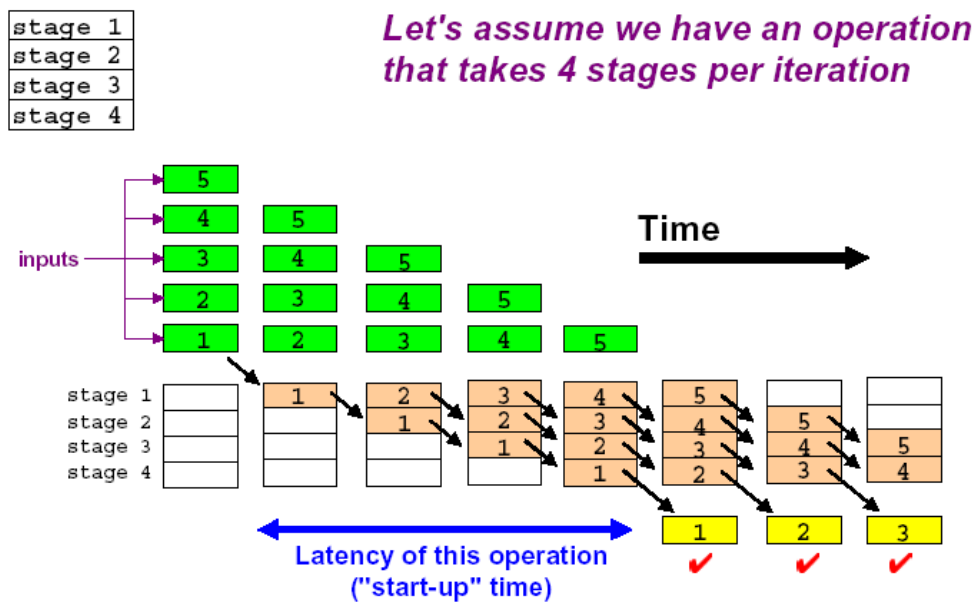 stage 1
stage 2
stage 3
stage 4
Let's assume we have an operation
that takes 4 stages per iteration
5
4 5
inputs 3 4 5
2 3 4 5
1 2 3 4 5
Time
stage 1 1 2 3 4 5
stage 2 1 2 3 4 5
stage 3 1 2 3 4 5
stage 4 1 2 3 4
1 2 3
Latency of this operation
("start-up" time)